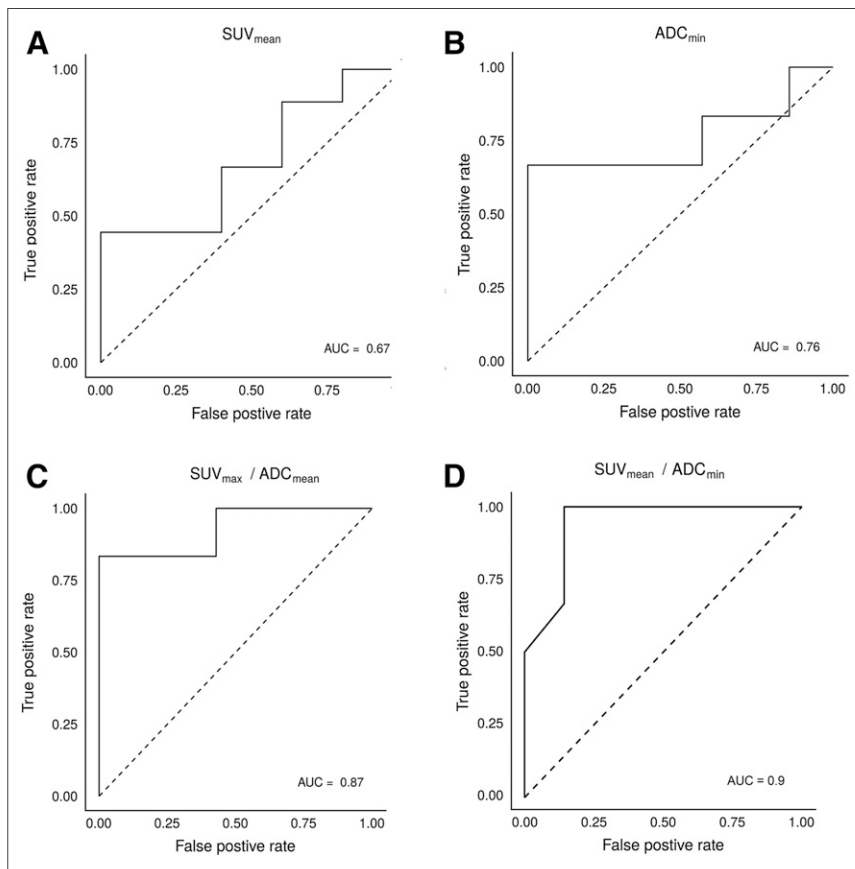 A
SUVmean
1.00
0.75
0.50
0.25
0.00
True positive rate
AUC = 0.67
0.00 0.25 0.50 0.75
False postive rate
B
ADCmin
1.00
0.75
0.50
0.25
0.00
True positive rate
AUC = 0.76
0.00 0.50 0.75 1.00
False postive rate
C
SUVmax / ADCmean
1.00
0.75
0.50
0.25
0.00
True positive rate
AUC = 0.87
0.00 0.50 0.75 1.00
False postive rate
D
SUVmean / ADCmin
1.00
0.75
0.50
0.25
0.00
True positive rate
AUC = 0.9
0.00 0.25 0.50 0.75 1.00
False postive rate